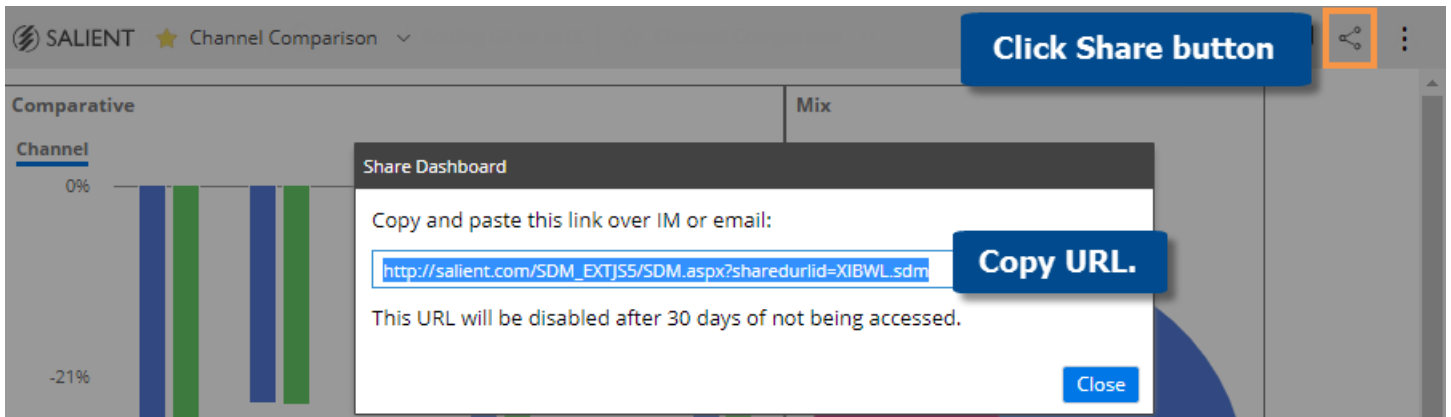 SALIENT Channel Comparison
Click Share button
Comparative
Mix
Channel
0%
-21%
Share Dashboard
Copy and paste this link over IM or email:
http://salient.com/SDM_EXTJS5/SDM.aspx?sharedurlid=XIBWL.sdm
Copy URL.
This URL will be disabled after 30 days of not being accessed.
Close